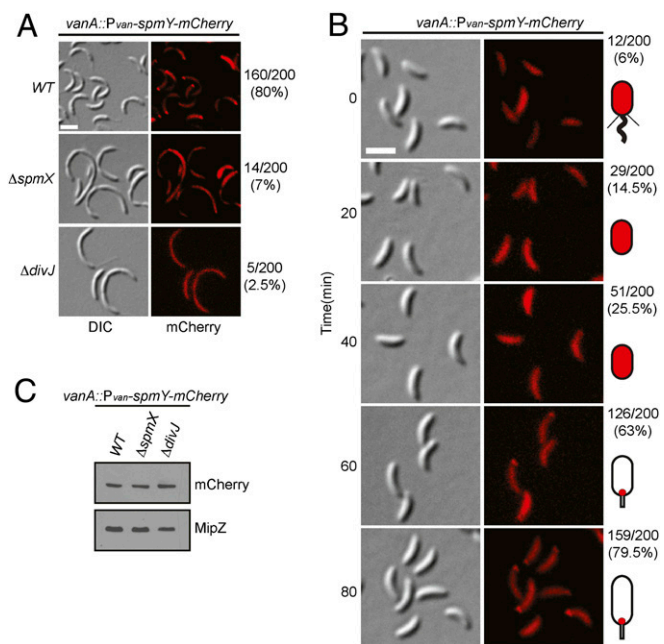 A
vanA::Pvan-spmY-mCherry
WT
160/200
(80%)
ΔspmX
14/200
(7%)
ΔdivJ
5/200
(2.5%)
DIC
mCherry
B
vanA::Pvan-spmY-mCherry
Time(min)
0
12/200
(6%)
20
29/200
(14.5%)
40
51/200
(25.5%)
60
126/200
(63%)
80
159/200
(79.5%)
C
vanA::Pvan-spmY-mCherry
WT
ΔspmX
ΔdivJ
mCherry
MipZ